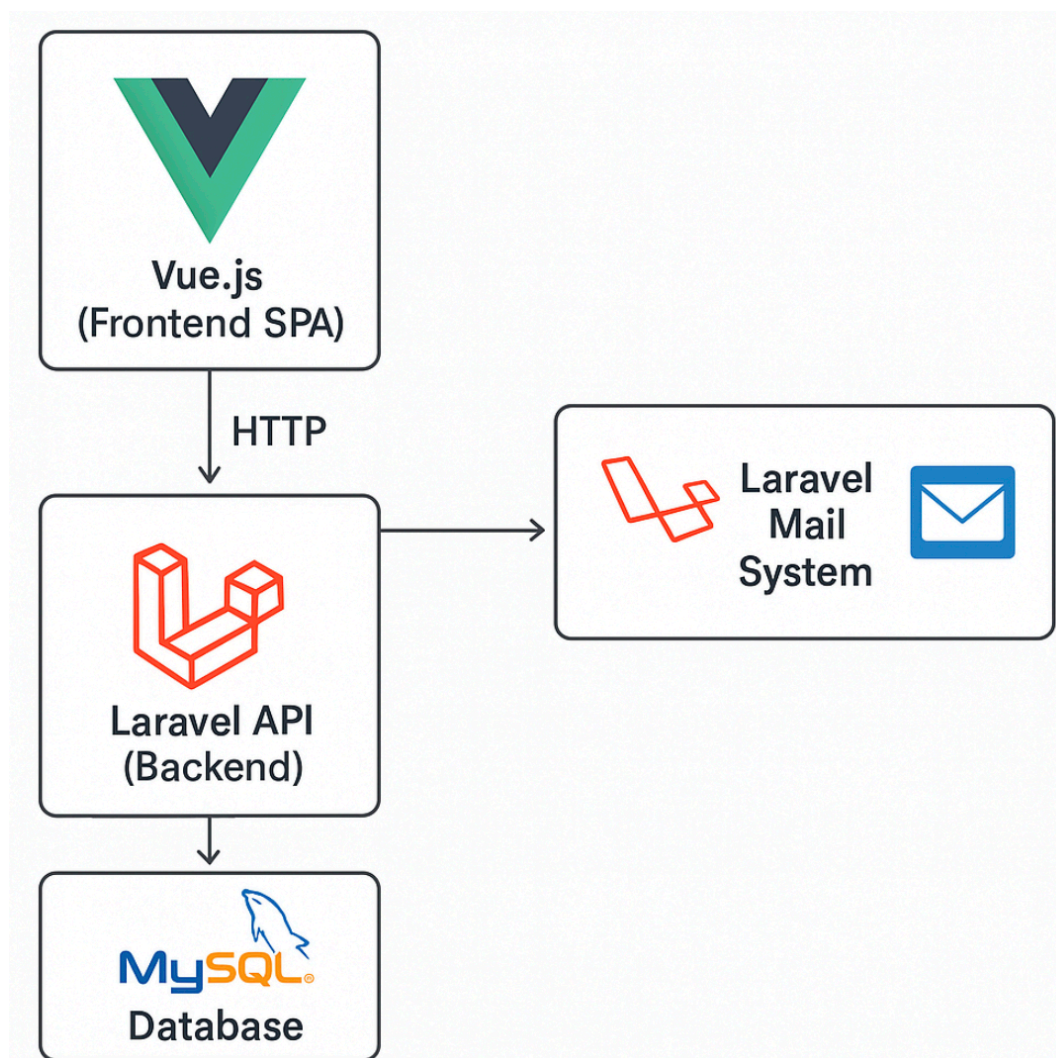 Vue.js
(Frontend SPA)
HTTP
Laravel
Mail
System
Laravel API
(Backend)
MySQL®
Database